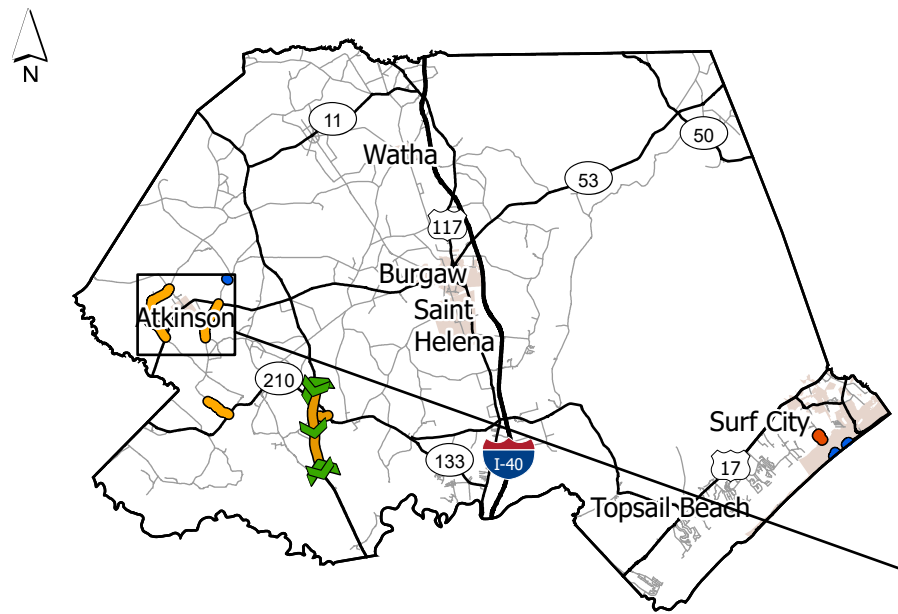 N
11
50
Watha
53
117
Burgaw
Saint
Helena
Atkinson
210
Surf City
133
I-40
17
Topsail Beach